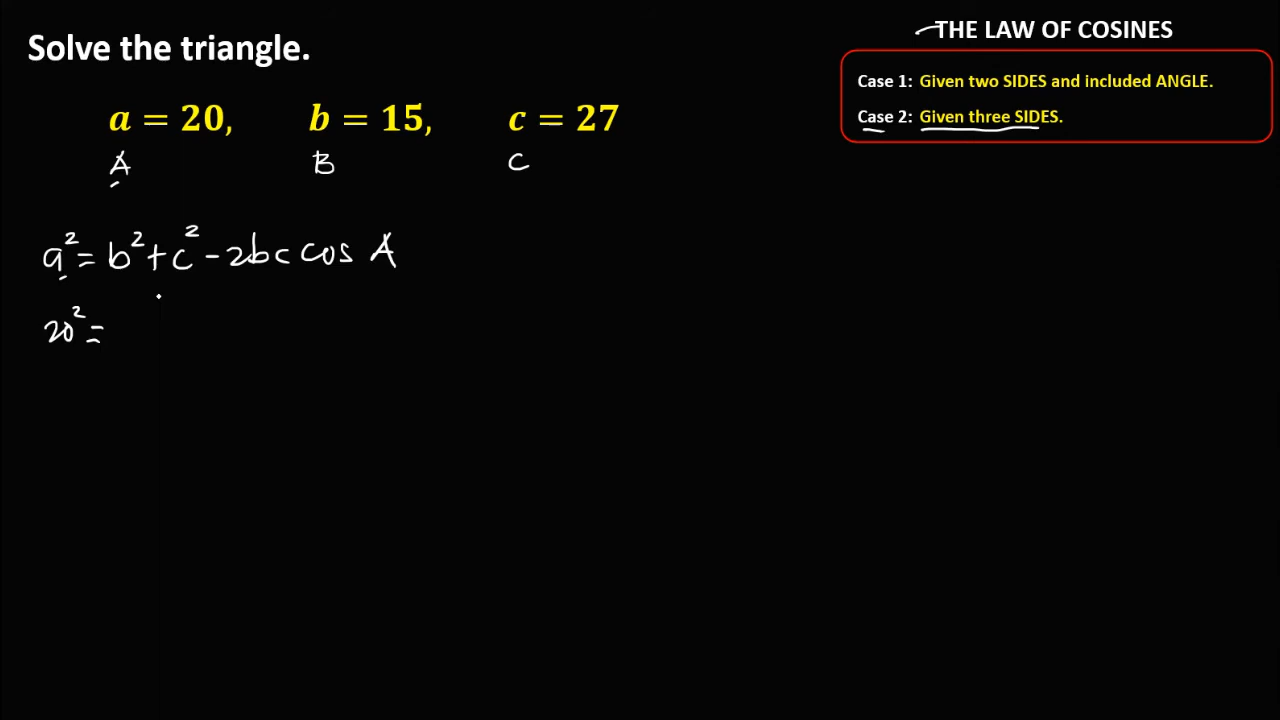 Solve the triangle.
THE LAW OF COSINES
Case 1: Given two SIDES and included ANGLE.
Case 2: Given three SIDES.
a = 20, b = 15, c = 27
A B C
a² = b² + c² - 2bc cos A
20² =